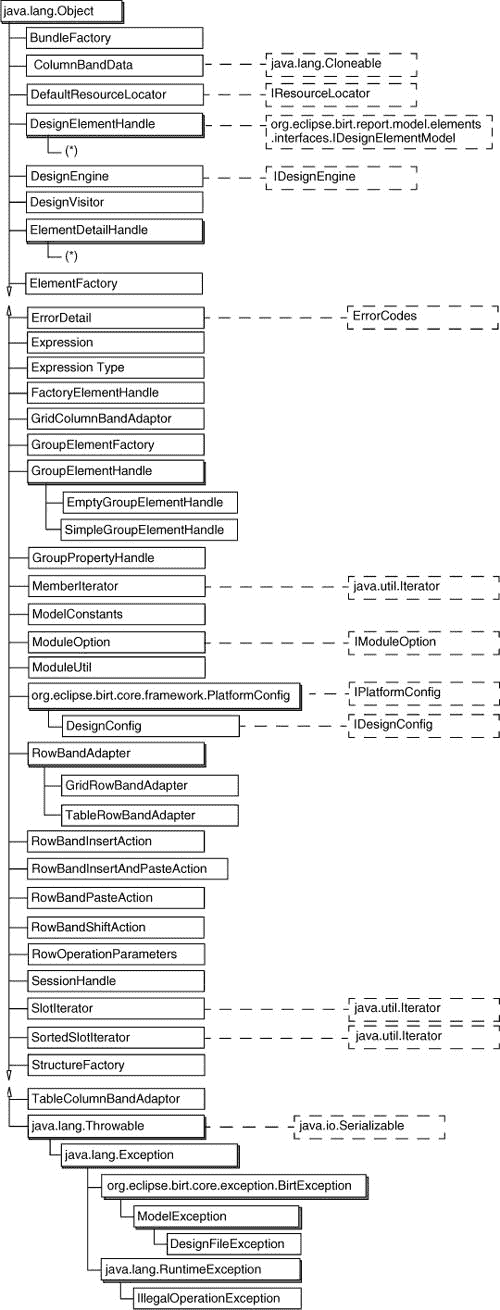 java.lang.Object
BundleFactory
ColumnBandData
java.lang.Cloneable
DefaultResourceLocator
IResourceLocator
DesignElementHandle
org.eclipse.birt.report.model.elements
.interfaces.IDesignElementModel
(*)
DesignEngine
IDesignEngine
DesignVisitor
ElementDetailHandle
(*)
ElementFactory
ErrorDetail
ErrorCodes
Expression
Expression Type
FactoryElementHandle
GridColumnBandAdaptor
GroupElementFactory
GroupElementHandle
EmptyGroupElementHandle
SimpleGroupElementHandle
GroupPropertyHandle
MemberIterator
java.util.Iterator
ModelConstants
ModuleOption
IModuleOption
ModuleUtil
org.eclipse.birt.core.framework.PlatformConfig
IPlatformConfig
DesignConfig
IDesignConfig
RowBandAdapter
GridRowBandAdapter
TableRowBandAdapter
RowBandInsertAction
RowBandInsertAndPasteAction
RowBandPasteAction
RowBandShiftAction
RowOperationParameters
SessionHandle
SlotIterator
java.util.Iterator
SortedSlotIterator
java.util.Iterator
StructureFactory
TableColumnBandAdaptor
java.lang.Throwable
java.io.Serializable
java.lang.Exception
org.eclipse.birt.core.exception.BirtException
ModelException
DesignFileException
java.lang.RuntimeException
IllegalOperationException